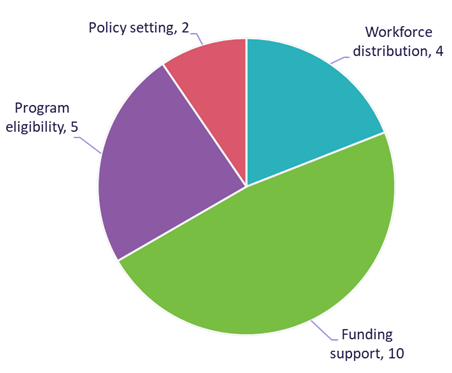 Policy setting, 2
Workforce
distribution, 4
Program
eligibility, 5
Funding
support, 10